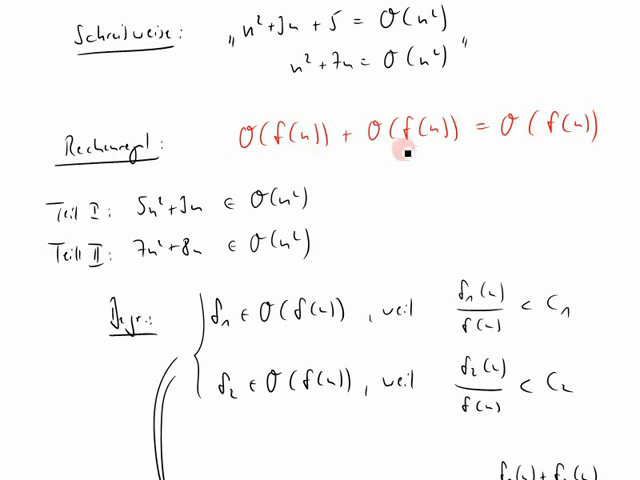 Schreibweise: „n²+3n + 5 = O(n²)
n² + 7n = O(n²)"
Rechenregel: O(f(n)) + O(f(n)) = O(f(n))
Teil I: 5n²+3n ∈ O(n²)
Teil II: 7n²+8n ∈ O(n²)
Begr.: f₁ ∈ O(f(n)), weil f₁(n)/f(n) < C₁
f₂ ∈ O(f(n)), weil f₂(n)/f(n) < C₂